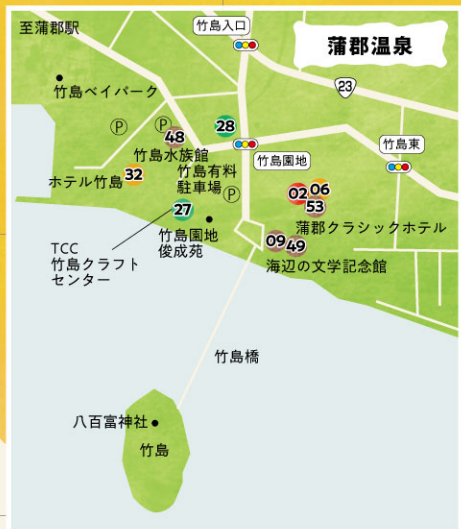 至蒲郡駅
竹島入口
蒲郡温泉
23
竹島ベイパーク
P
P
48
28
竹島水族館
竹島園地
竹島東
32
ホテル竹島
竹島有料
駐車場
P
02
06
53
27
蒲郡クラシックホテル
竹島園地
俊成苑
09
49
海辺の文学記念館
TCC
竹島クラフト
センター
竹島橋
八百富神社
竹島